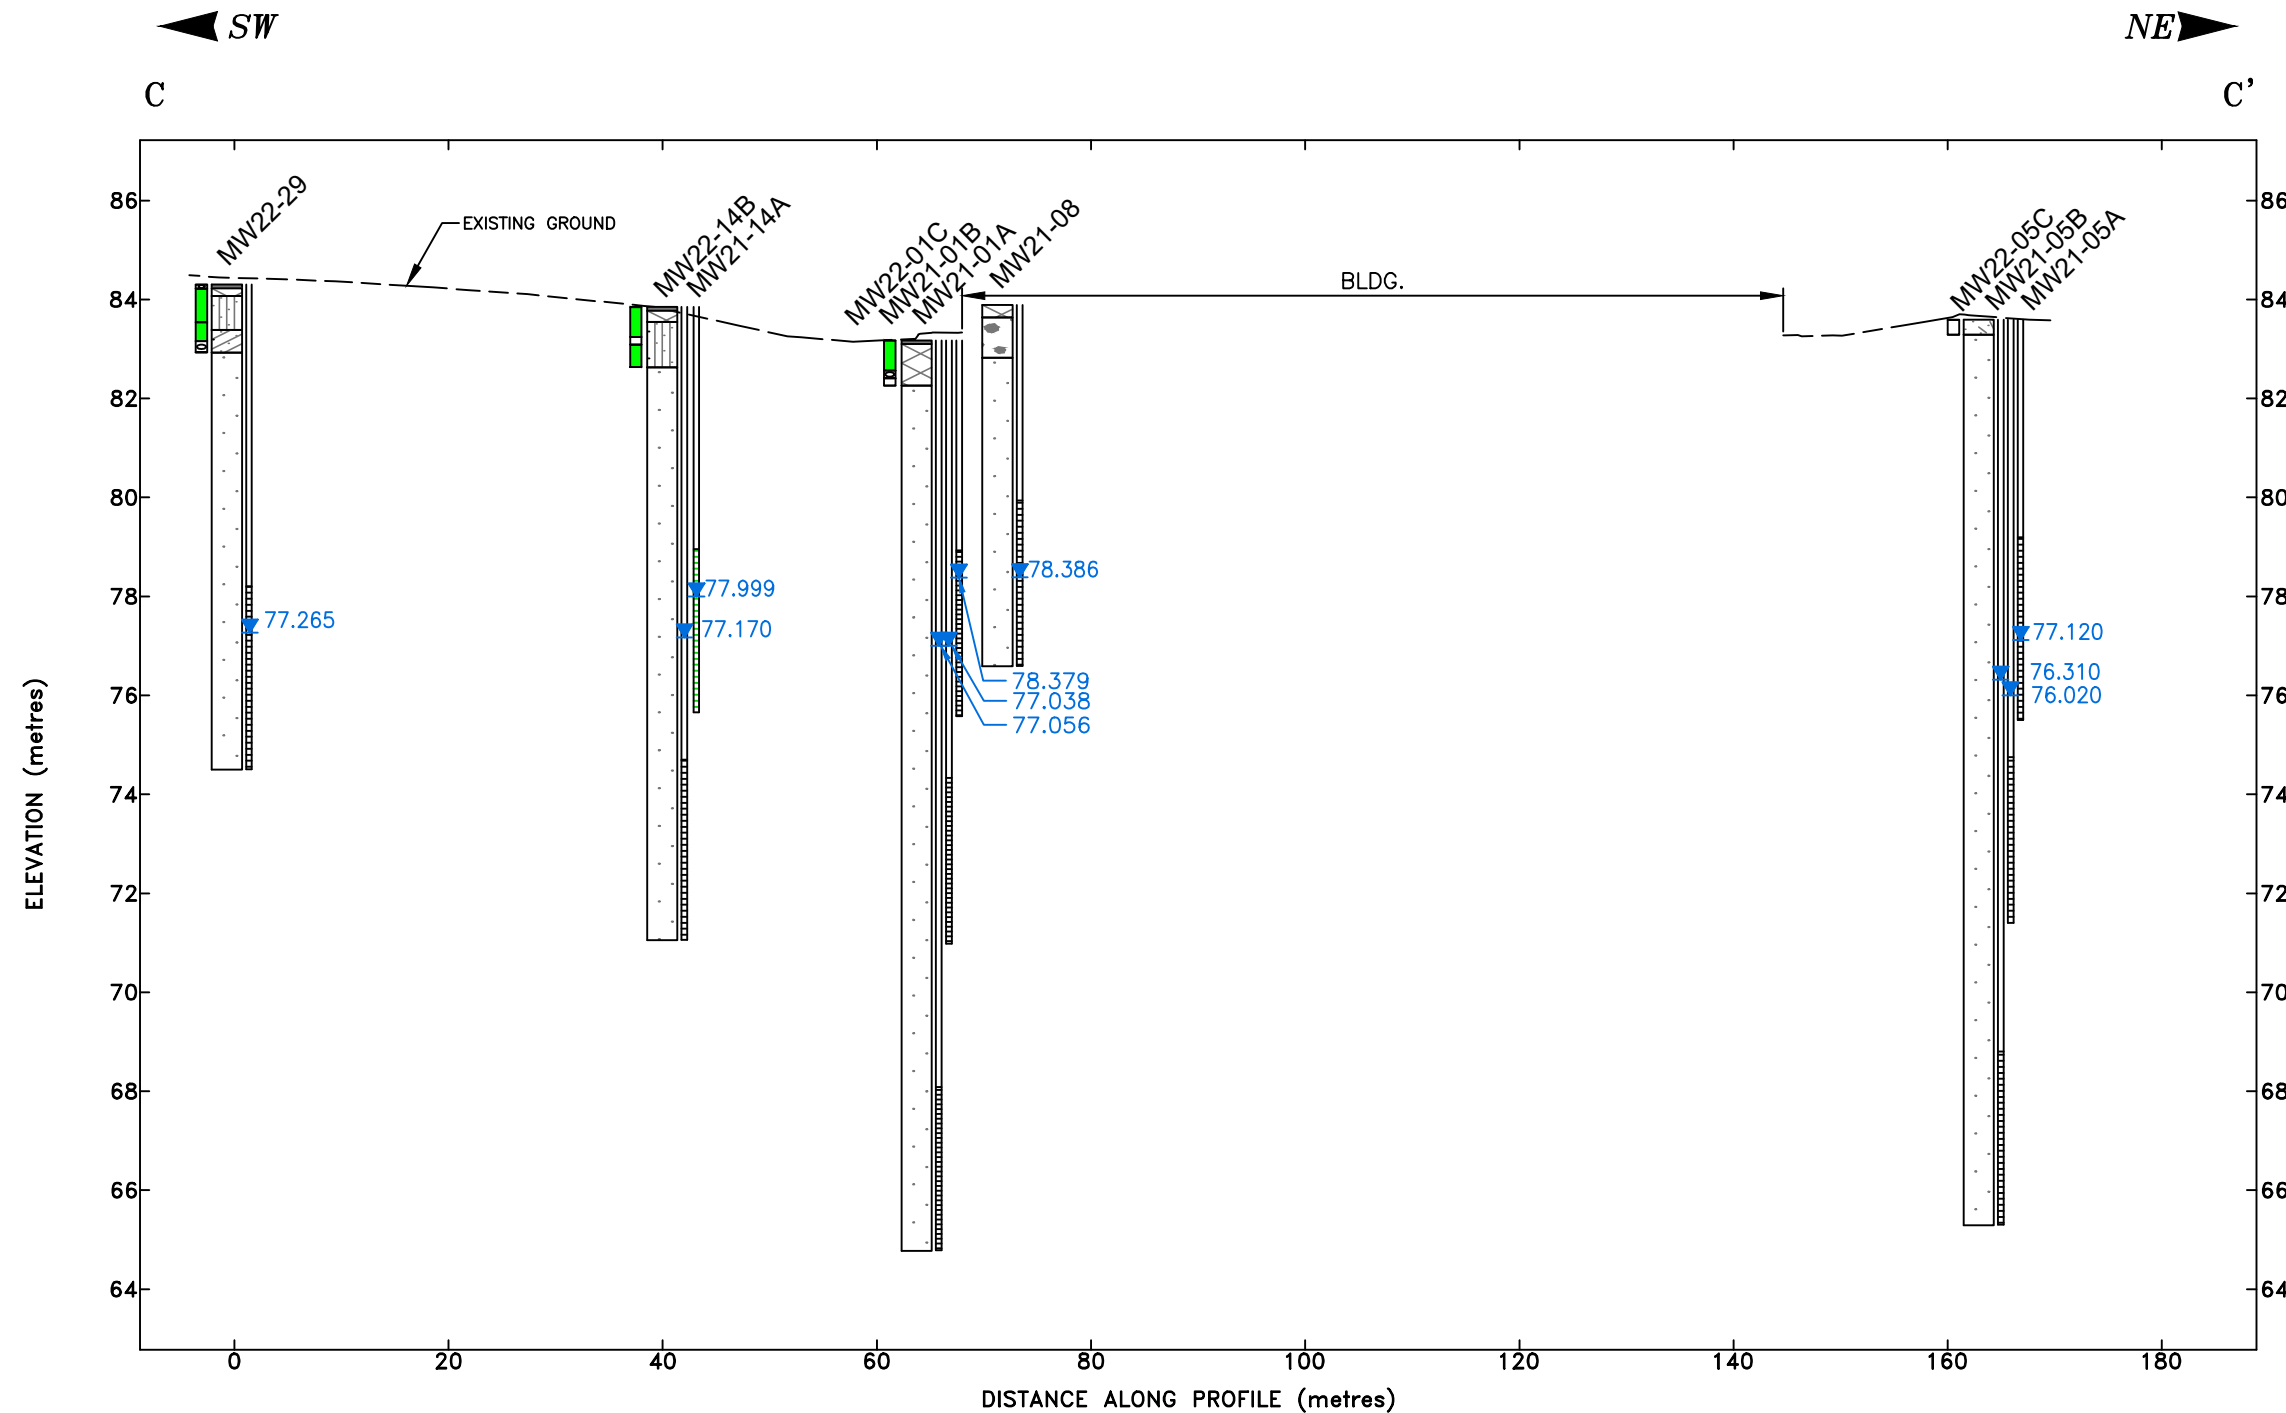 SW NE
C C'
MW22-29
EXISTING GROUND
MW22-14B
MW21-14A
MW22-01C
MW21-01B
MW21-01A
MW21-08
BLDG.
MW22-05C
MW21-05B
MW21-05A
86 86
84 84
82 82
80 80
78 78
76 76
74 74
72 72
70 70
68 68
66 66
64 64
77.265
77.999
77.170
78.386
78.379
77.038
77.056
77.120
76.310
76.020
ELEVATION (metres)
0 20 40 60 80 100 120 140 160 180
DISTANCE ALONG PROFILE (metres)